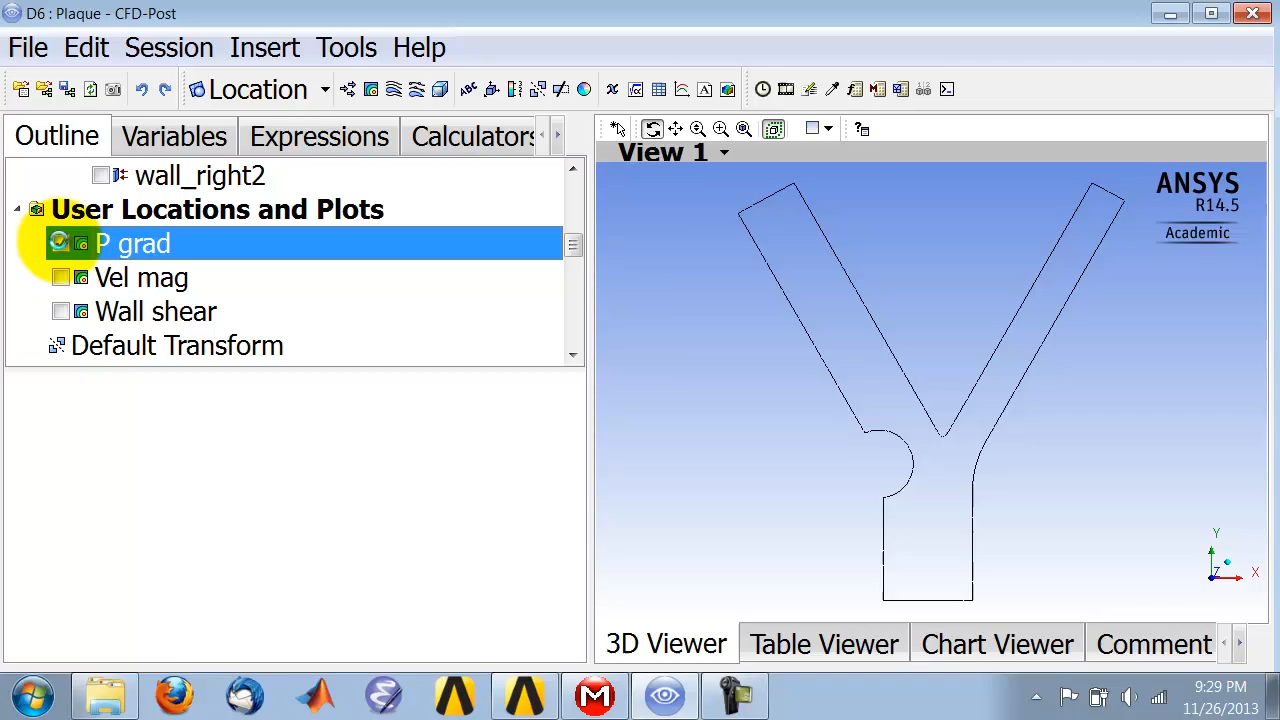 D6 : Plaque - CFD-Post
File Edit Session Insert Tools Help
Location
Outline Variables Expressions Calculators
wall_right2
User Locations and Plots
P grad
Vel mag
Wall shear
Default Transform
View 1
ANSYS
R14.5
Academic
Y
X
Z
3D Viewer Table Viewer Chart Viewer Comment
9:29 PM
11/26/2013